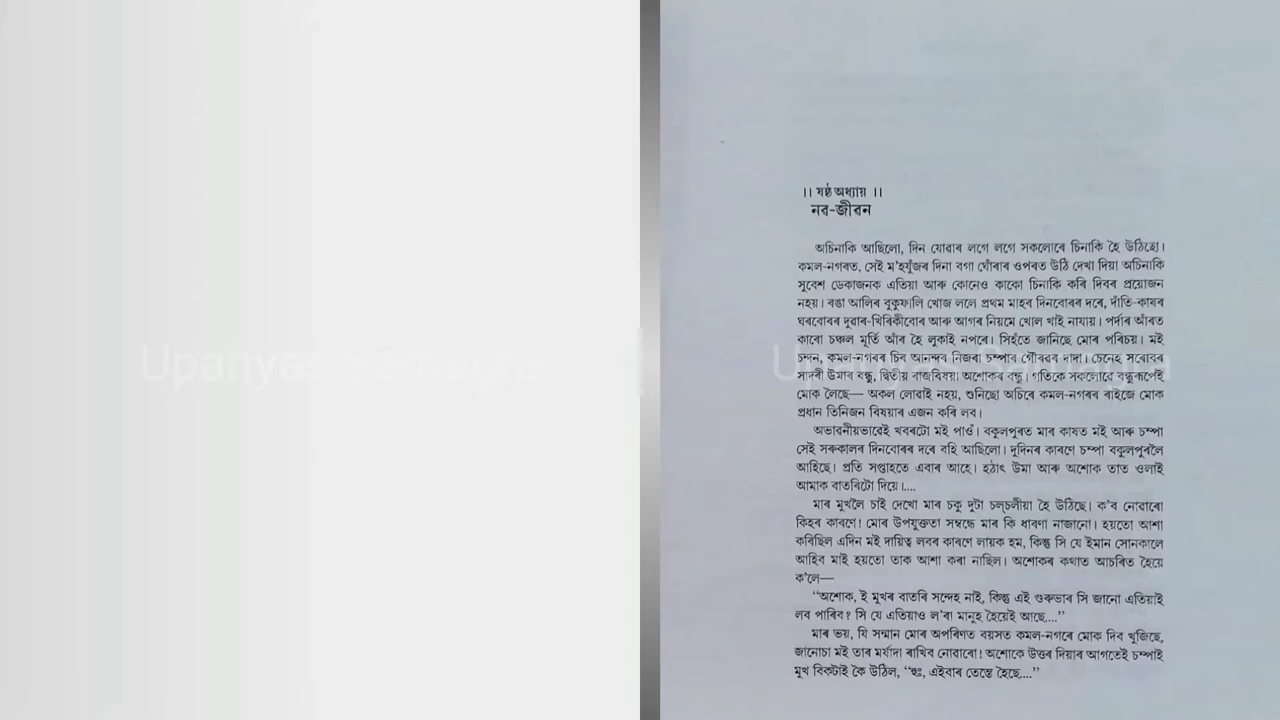 Upanyas Samagra
।। ষষ্ঠ অধ্যায় ।।
নৱ-জীৱন
অচিনাকি আছিলো, দিন যোৱাৰ লগে লগে সকলোৰে চিনাকি হৈ উঠিছো।
কমল-নগৰত, সেই ম'হযুঁজৰ দিনা বগা ঘোঁৰাৰ ওপৰত উঠি দেখা দিয়া অচিনাকি
সুবেশ ডেকাজনক এতিয়া আৰু কোনেও কাকো চিনাকি কৰি দিবৰ প্ৰয়োজন
নহয়। ৰঙা আলিৰ বুকুফালি খোজ ললে প্ৰথম মাহৰ দিনবোৰৰ দৰে, দাঁতি-কাষৰ
ঘৰবোৰৰ দুৱাৰ-খিৰিকীবোৰ আৰু আগৰ নিয়মে খোল খাই নাযায়। পৰ্দাৰ আঁৰত
কাৰো চঞ্চল মূৰ্তি আঁৰ হৈ লুকাই নপৰে। সিহঁতে জানিছে মোৰ পৰিচয়। মই
চন্দন, কমল-নগৰৰ চিৰ আনন্দৰ নিজৰা চম্পাৰ গৌৰৱৰ দাদা। চেনেহ সৰোবৰ
সাদৰী উমাৰ বন্ধু, দ্বিতীয় ৰাজবিষয়া অশোকৰ বন্ধু। গতিকে সকলোৱে বন্ধুৰূপেই
মোক লৈছে— অকল লোৱাই নহয়, শুনিছো অচিৰে কমল-নগৰৰ ৰাইজে মোক
প্ৰধান তিনিজন বিষয়াৰ এজন কৰি লব।
অভাৱনীয়ভাৱেই খবৰটো মই পাওঁ। বকুলপুৰত মাৰ কাষত মই আৰু চম্পা
সেই সৰুকালৰ দিনবোৰৰ দৰে বহি আছিলো। দুদিনৰ কাৰণে চম্পা বকুলপুৰলৈ
আহিছে। প্ৰতি সপ্তাহতে এবাৰ আহে। হঠাৎ উমা আৰু অশোক তাত ওলাই
আমাক বাতৰিটো দিয়ে।....
মাৰ মুখলৈ চাই দেখো মাৰ চকু দুটা চল্‌চলীয়া হৈ উঠিছে। ক'ব নোৱাৰো
কিহৰ কাৰণে! মোৰ উপযুক্ততা সম্বন্ধে মাৰ কি ধাৰণা নাজানো। হয়তো আশা
কৰিছিল এদিন মই দায়িত্ব লবৰ কাৰণে লায়ক হম, কিন্তু সি যে ইমান সোনকালে
আহিব মাই হয়তো তাক আশা কৰা নাছিল। অশোকৰ কথাত আচৰিত হৈয়ে
ক'লে—
‘‘অশোক, ই মুখৰ বাতৰি সন্দেহ নাই, কিন্তু এই গুৰুভাৰ সি জানো এতিয়াই
লব পাৰিব? সি যে এতিয়াও ল'ৰা মানুহ হৈয়েই আছে....’’
মাৰ ভয়, যি সন্মান মোৰ অপৰিণত বয়সত কমল-নগৰে মোক দিব খুজিছে,
জানোচা মই তাৰ মৰ্যাদা ৰাখিব নোৱাৰো! অশোকে উত্তৰ দিয়াৰ আগতেই চম্পাই
মুখ বিকটাই কৈ উঠিল, ‘‘হুঃ, এইবাৰ তেন্তে হৈছে....’’